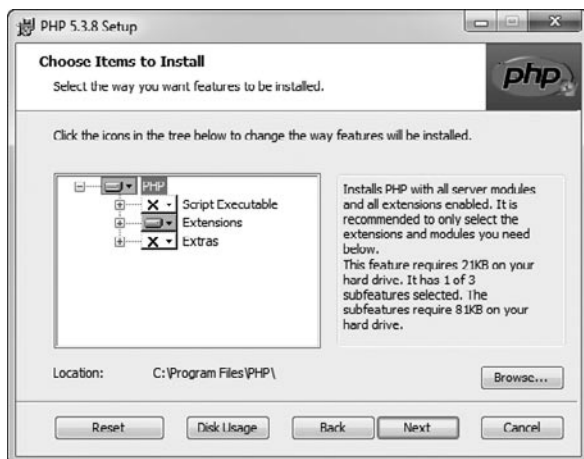 PHP 5.3.8 Setup
Choose Items to Install
Select the way you want features to be installed.
php
Click the icons in the tree below to change the way features will be installed.
PHP
Script Executable
Extensions
Extras
Installs PHP with all server modules
and all extensions enabled. It is
recommended to only select the
extensions and modules you need
below.
This feature requires 21KB on your
hard drive. It has 1 of 3
subfeatures selected. The
subfeatures require 81KB on your
hard drive.
Location: C:\Program Files\PHP\
Browse...
Reset Disk Usage Back Next Cancel